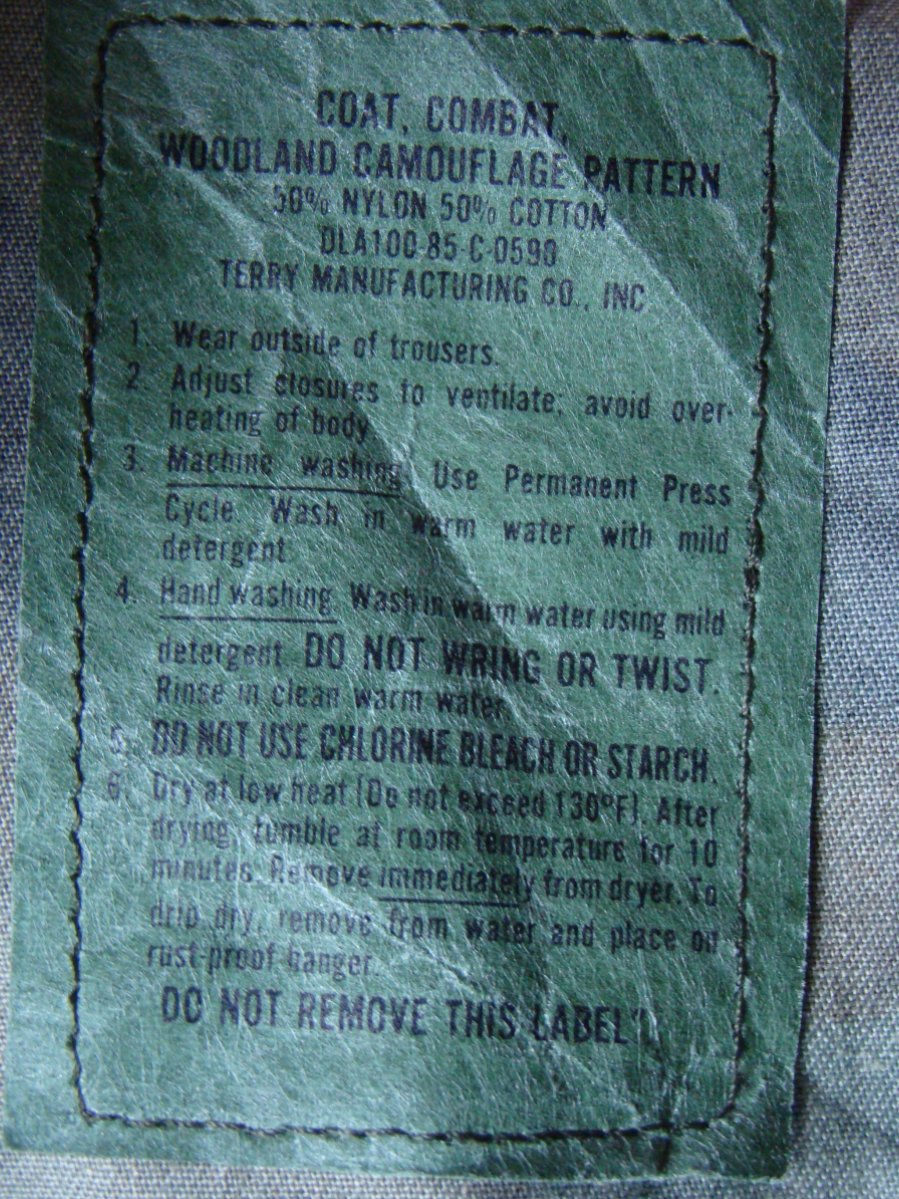 COAT, COMBAT,
WOODLAND CAMOUFLAGE PATTERN
50% NYLON 50% COTTON
DLA100-85-C-0599
TERRY MANUFACTURING CO., INC
1. Wear outside of trousers.
2. Adjust closures to ventilate; avoid over-
heating of body
3. Machine washing. Use Permanent Press
Cycle. Wash in warm water with mild
detergent
4. Hand washing. Wash in warm water using mild
detergent. DO NOT WRING OR TWIST.
Rinse in clean warm water
5. DO NOT USE CHLORINE BLEACH OR STARCH.
6. Dry at low heat (Do not exceed 130°F). After
drying, tumble at room temperature for 10
minutes. Remove immediately from dryer. To
drip dry, remove from water and place on
rust-proof hanger.
DO NOT REMOVE THIS LABEL"